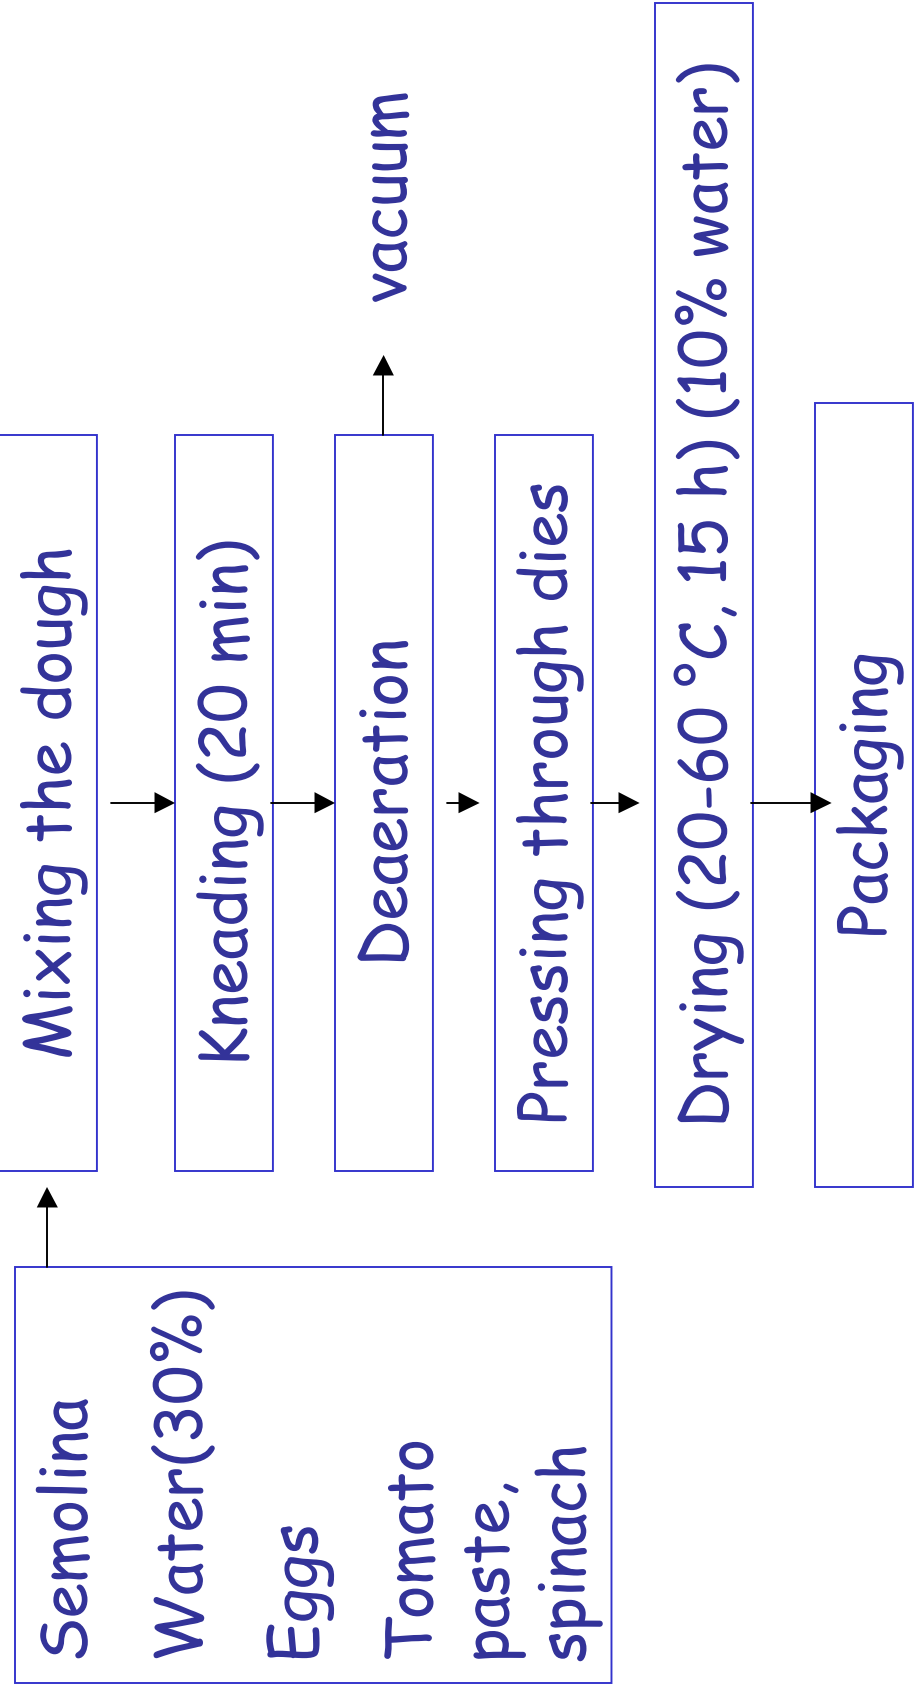 Semolina
Water(30%)
Eggs
Tomato
paste,
spinach
Mixing the dough
Kneading (20 min)
Deaeration
vacuum
Pressing through dies
Drying (20-60 °C, 15 h) (10% water)
Packaging